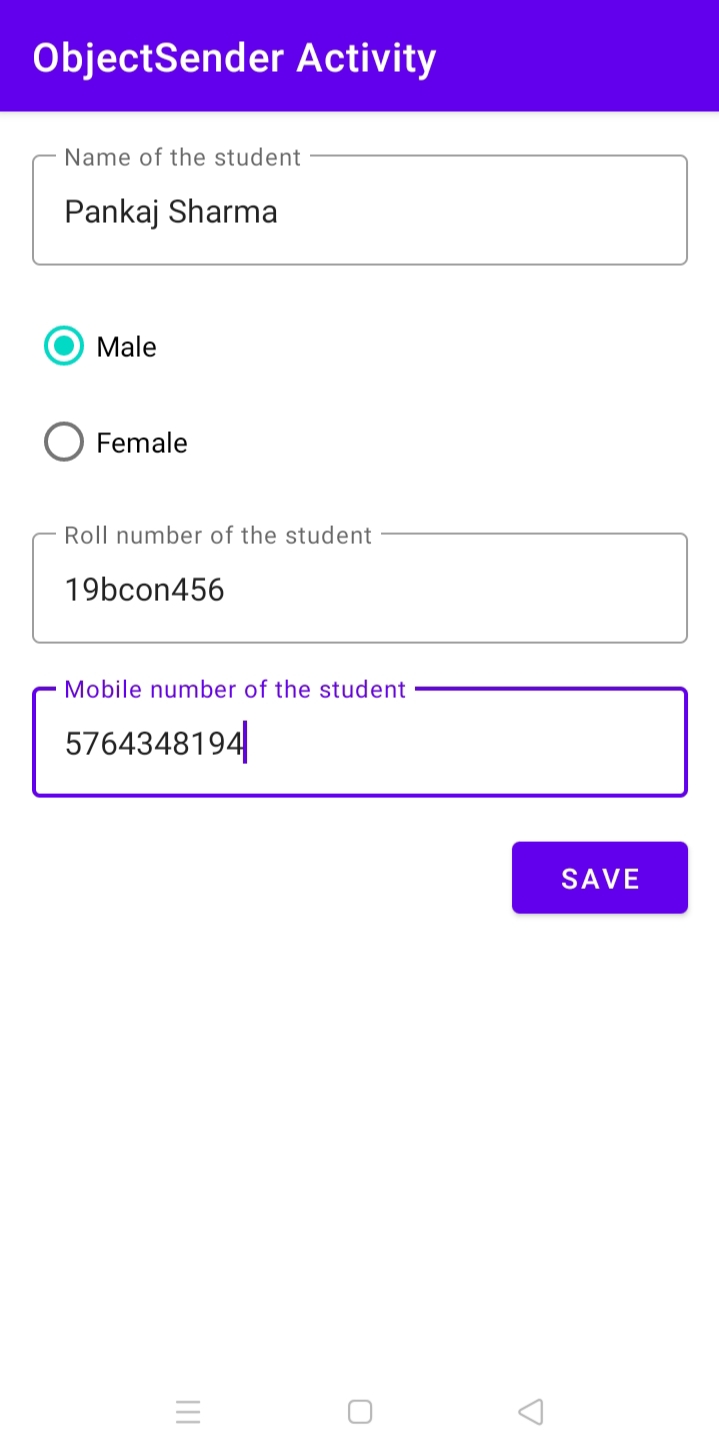 ObjectSender Activity
Name of the student
Pankaj Sharma
Male
Female
Roll number of the student
19bcon456
Mobile number of the student
5764348194
SAVE